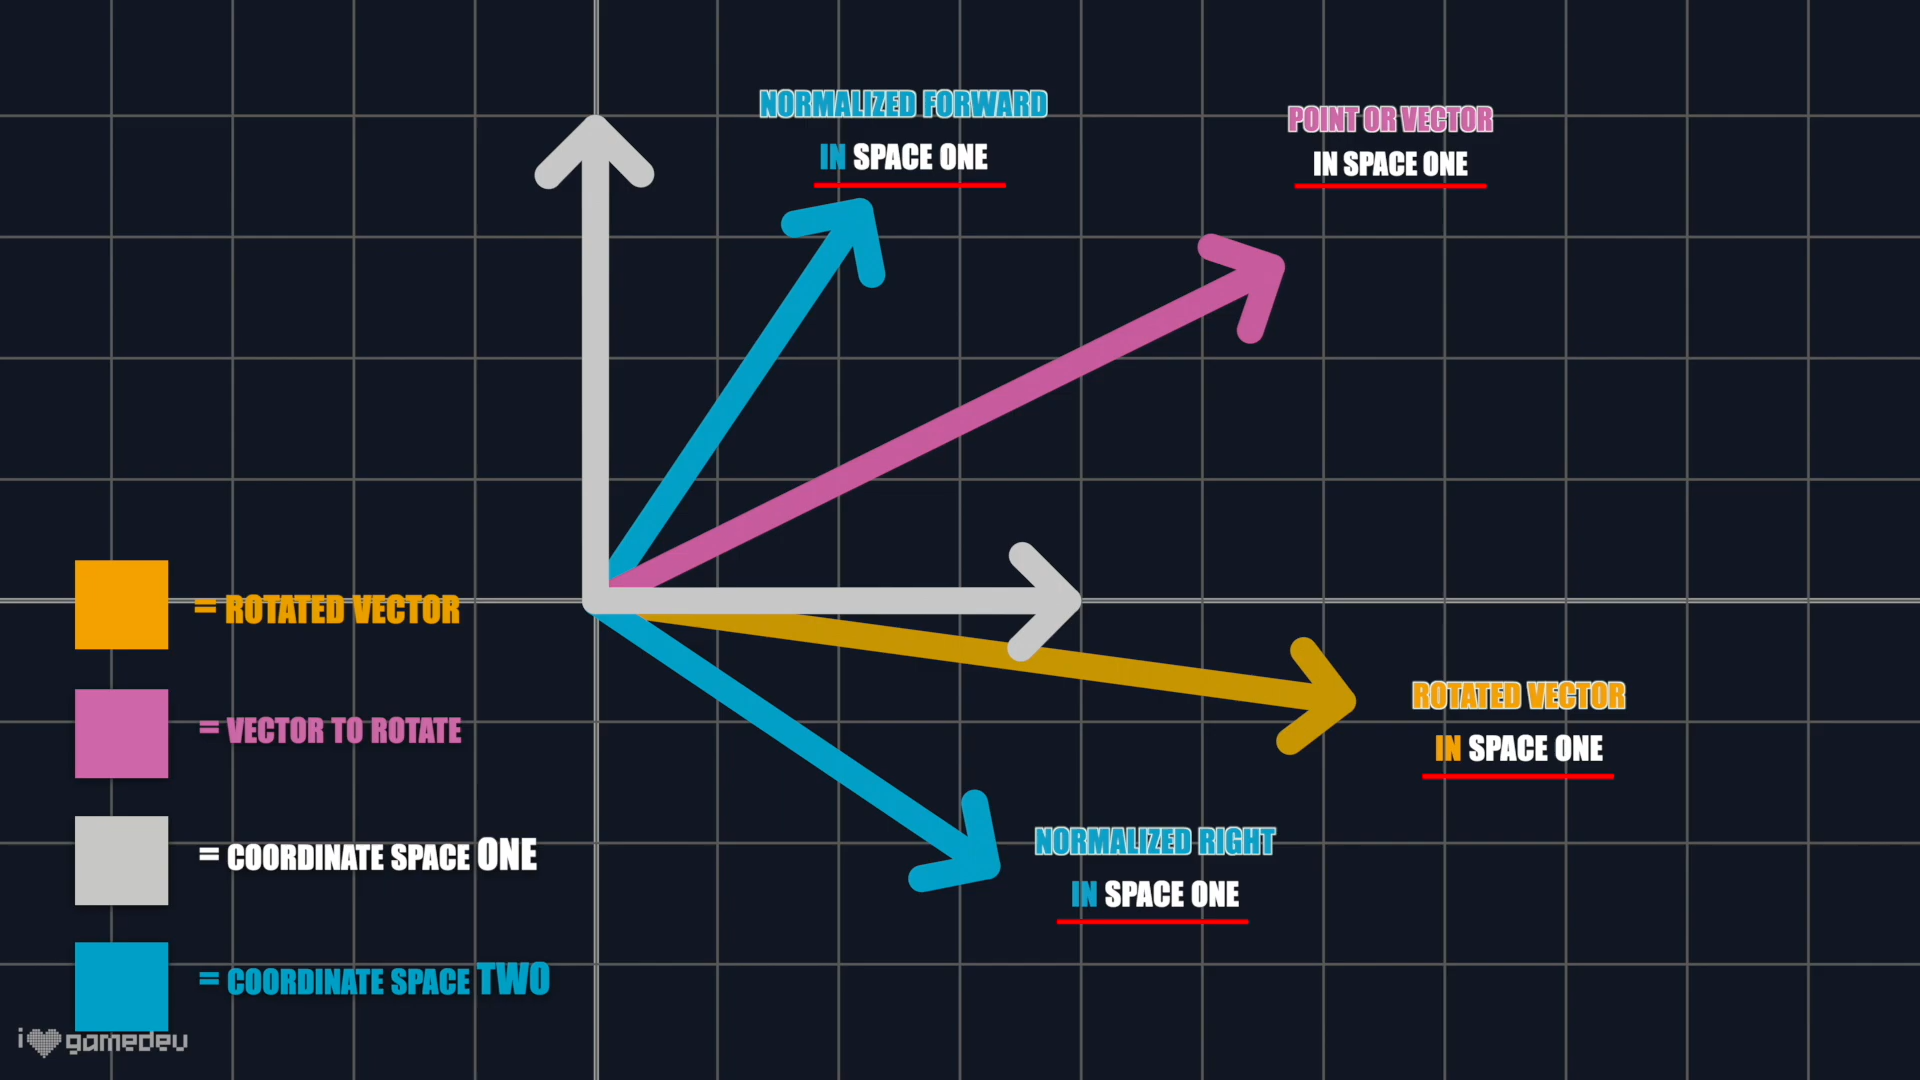 NORMALIZED FORWARD
IN SPACE ONE
POINT OR VECTOR
IN SPACE ONE
= ROTATED VECTOR
= VECTOR TO ROTATE
= COORDINATE SPACE ONE
= COORDINATE SPACE TWO
ROTATED VECTOR
IN SPACE ONE
NORMALIZED RIGHT
IN SPACE ONE
i gamedev